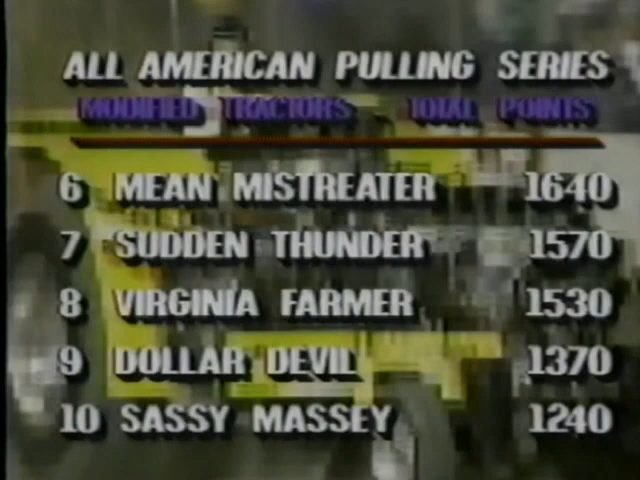 ALL AMERICAN PULLING SERIES
MODIFIED TRACTORS TOTAL POINTS
6 MEAN MISTREATER 1640
7 SUDDEN THUNDER 1570
8 VIRGINIA FARMER 1530
9 DOLLAR DEVIL 1370
10 SASSY MASSEY 1240